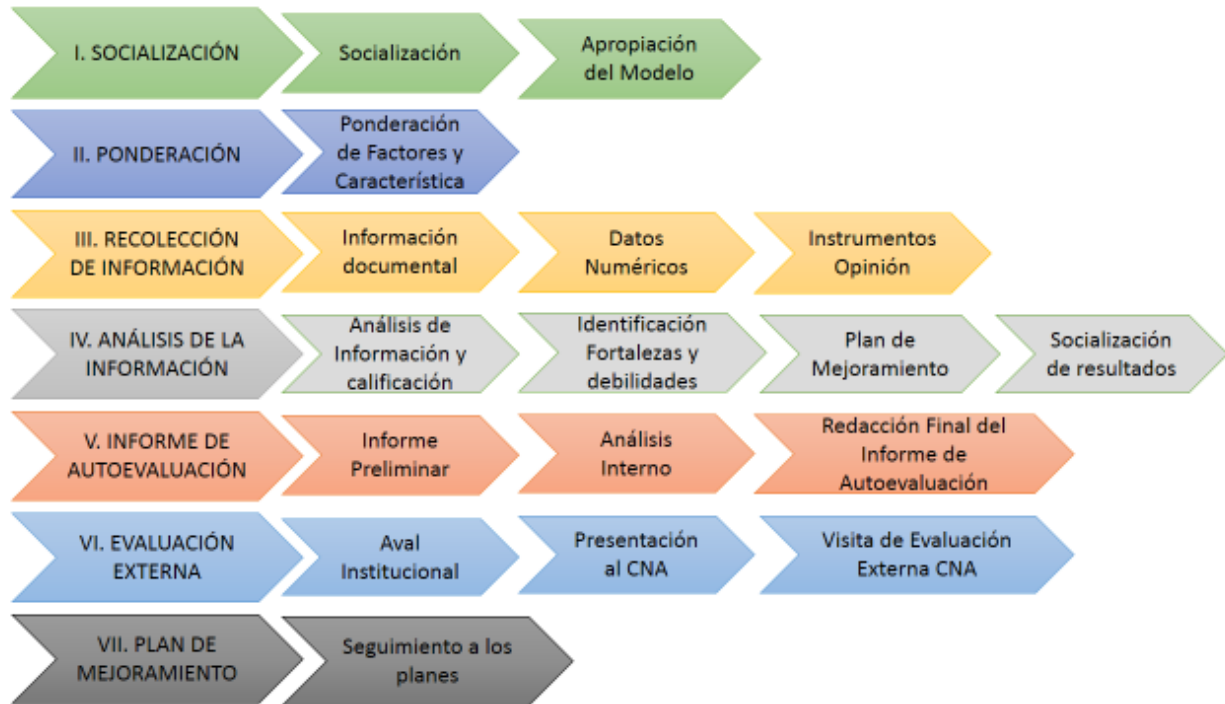 I. SOCIALIZACIÓN
Socialización
Apropiación
del Modelo
II. PONDERACIÓN
Ponderación
de Factores y
Característica
III. RECOLECCIÓN
DE INFORMACIÓN
Información
documental
Datos
Numéricos
Instrumentos
Opinión
IV. ANÁLISIS DE LA
INFORMACIÓN
Análisis de
Información y
calificación
Identificación
Fortalezas y
debilidades
Plan de
Mejoramiento
Socialización
de resultados
V. INFORME DE
AUTOEVALUACIÓN
Informe
Preliminar
Análisis
Interno
Redacción Final del
Informe de
Autoevaluación
VI. EVALUACIÓN
EXTERNA
Aval
Institucional
Presentación
al CNA
Visita de Evaluación
Externa CNA
VII. PLAN DE
MEJORAMIENTO
Seguimiento a los
planes